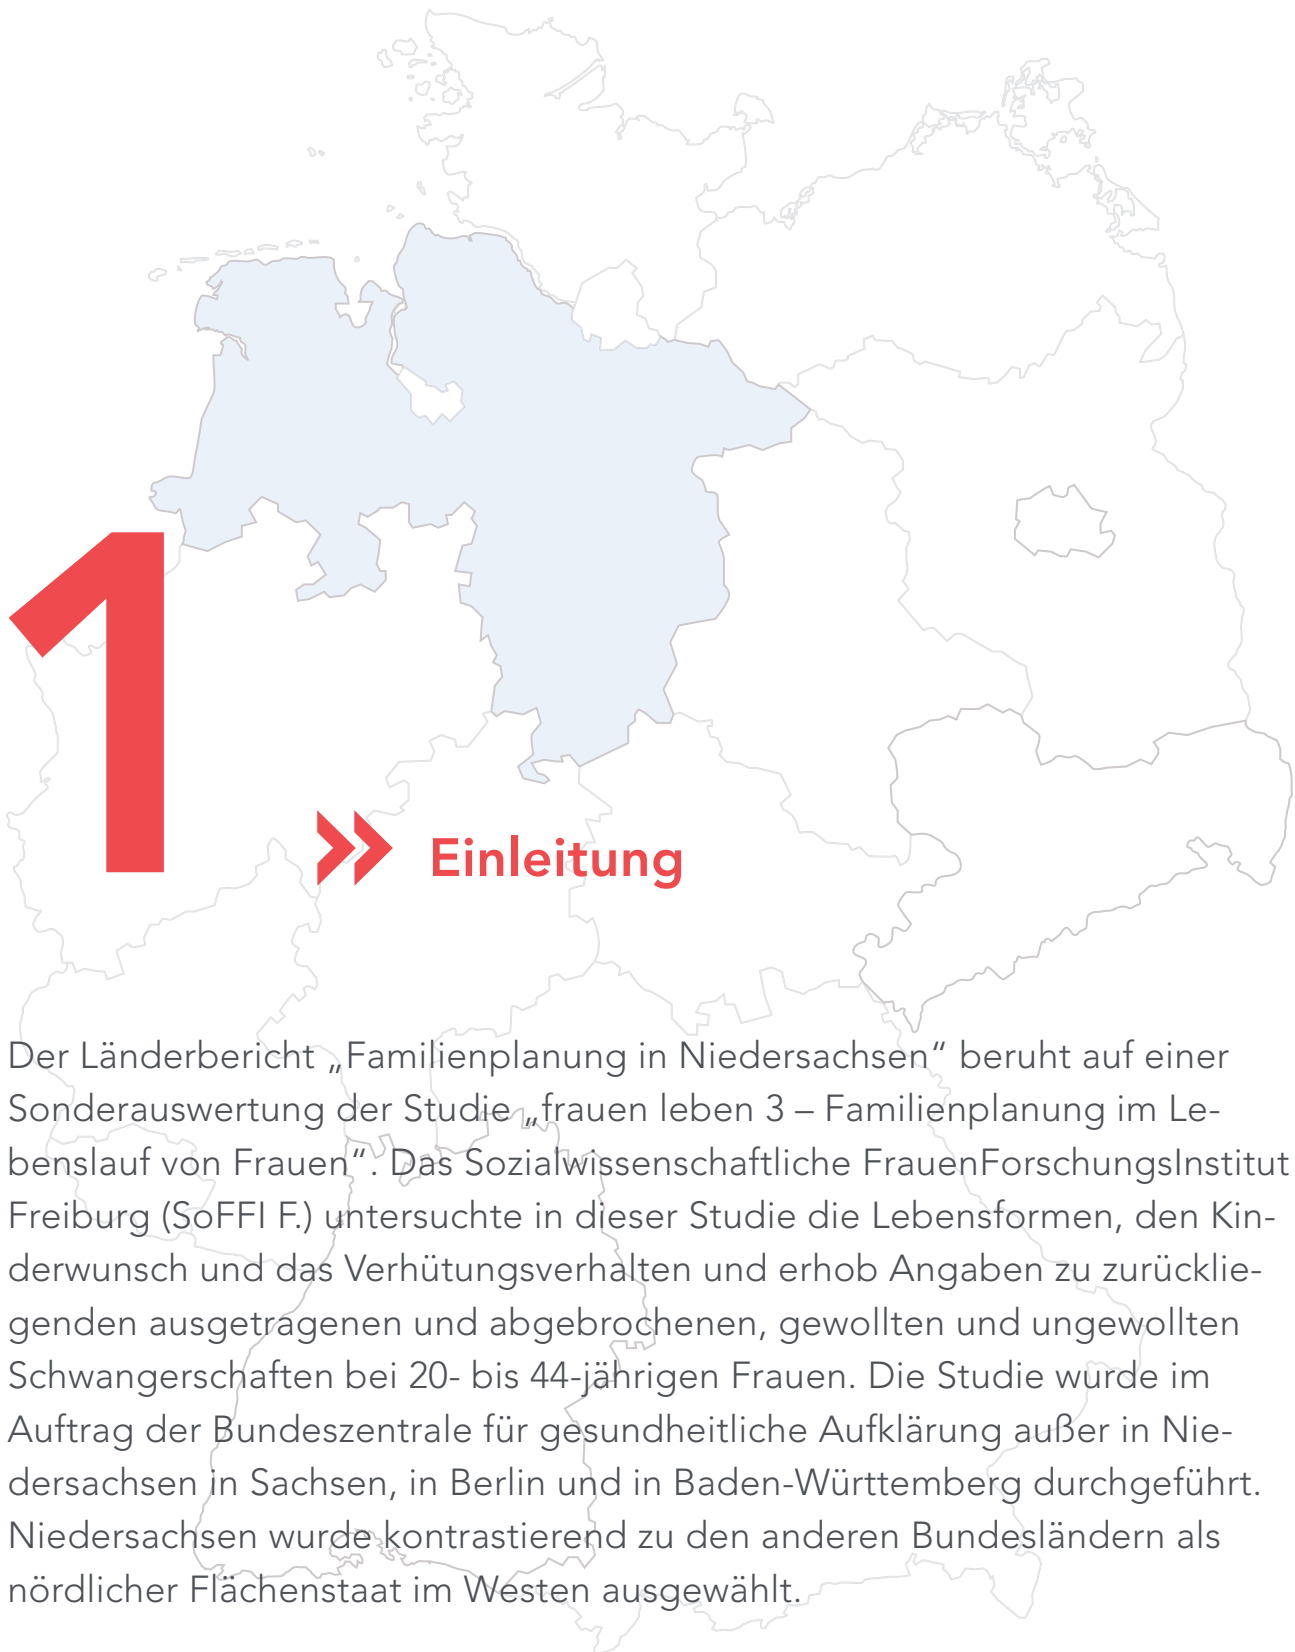 1
» Einleitung
Der Länderbericht „Familienplanung in Niedersachsen“ beruht auf einer
Sonderauswertung der Studie „frauen leben 3 – Familienplanung im Le-
benslauf von Frauen“. Das Sozialwissenschaftliche FrauenForschungsInstitut
Freiburg (SoFFI F.) untersuchte in dieser Studie die Lebensformen, den Kin-
derwunsch und das Verhütungsverhalten und erhob Angaben zu zurücklie-
genden ausgetragenen und abgebrochenen, gewollten und ungewollten
Schwangerschaften bei 20- bis 44-jährigen Frauen. Die Studie wurde im
Auftrag der Bundeszentrale für gesundheitliche Aufklärung außer in Nie-
dersachsen in Sachsen, in Berlin und in Baden-Württemberg durchgeführt.
Niedersachsen wurde kontrastierend zu den anderen Bundesländern als
nördlicher Flächenstaat im Westen ausgewählt.